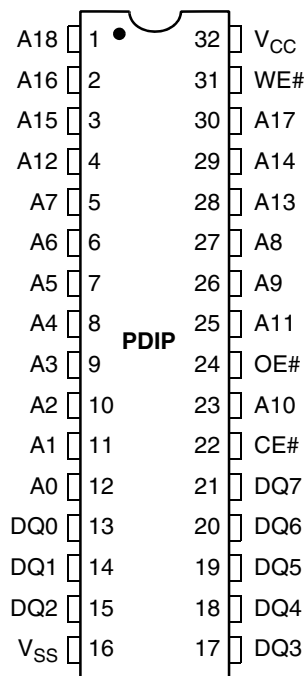 A18 1 32 VCC
A16 2 31 WE#
A15 3 30 A17
A12 4 29 A14
A7 5 28 A13
A6 6 27 A8
A5 7 26 A9
A4 8 25 A11
PDIP
A3 9 24 OE#
A2 10 23 A10
A1 11 22 CE#
A0 12 21 DQ7
DQ0 13 20 DQ6
DQ1 14 19 DQ5
DQ2 15 18 DQ4
VSS 16 17 DQ3